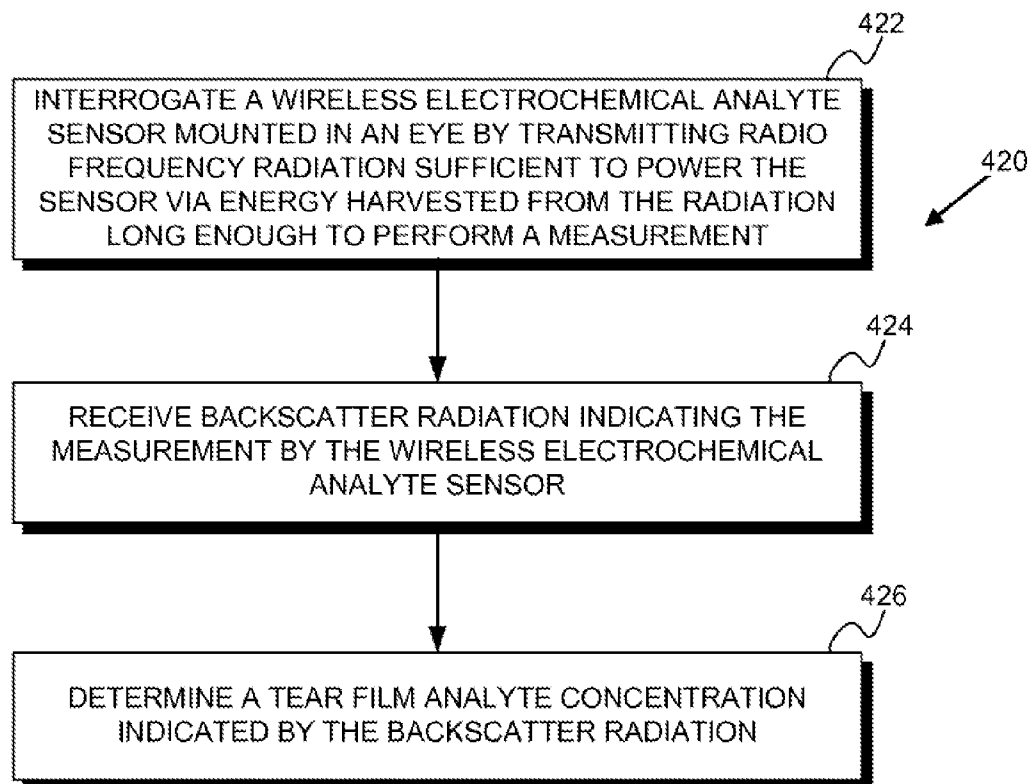 422
INTERROGATE A WIRELESS ELECTROCHEMICAL ANALYTE
SENSOR MOUNTED IN AN EYE BY TRANSMITTING RADIO
FREQUENCY RADIATION SUFFICIENT TO POWER THE
SENSOR VIA ENERGY HARVESTED FROM THE RADIATION
LONG ENOUGH TO PERFORM A MEASUREMENT
420
424
RECEIVE BACKSCATTER RADIATION INDICATING THE
MEASUREMENT BY THE WIRELESS ELECTROCHEMICAL
ANALYTE SENSOR
426
DETERMINE A TEAR FILM ANALYTE CONCENTRATION
INDICATED BY THE BACKSCATTER RADIATION